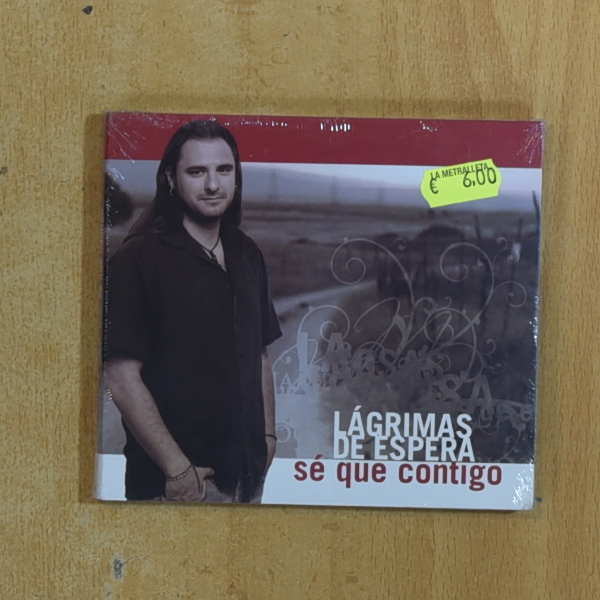 LA METRALLETA
€ 6.00
LÁGRIMAS
DE ESPERA
sé que contigo